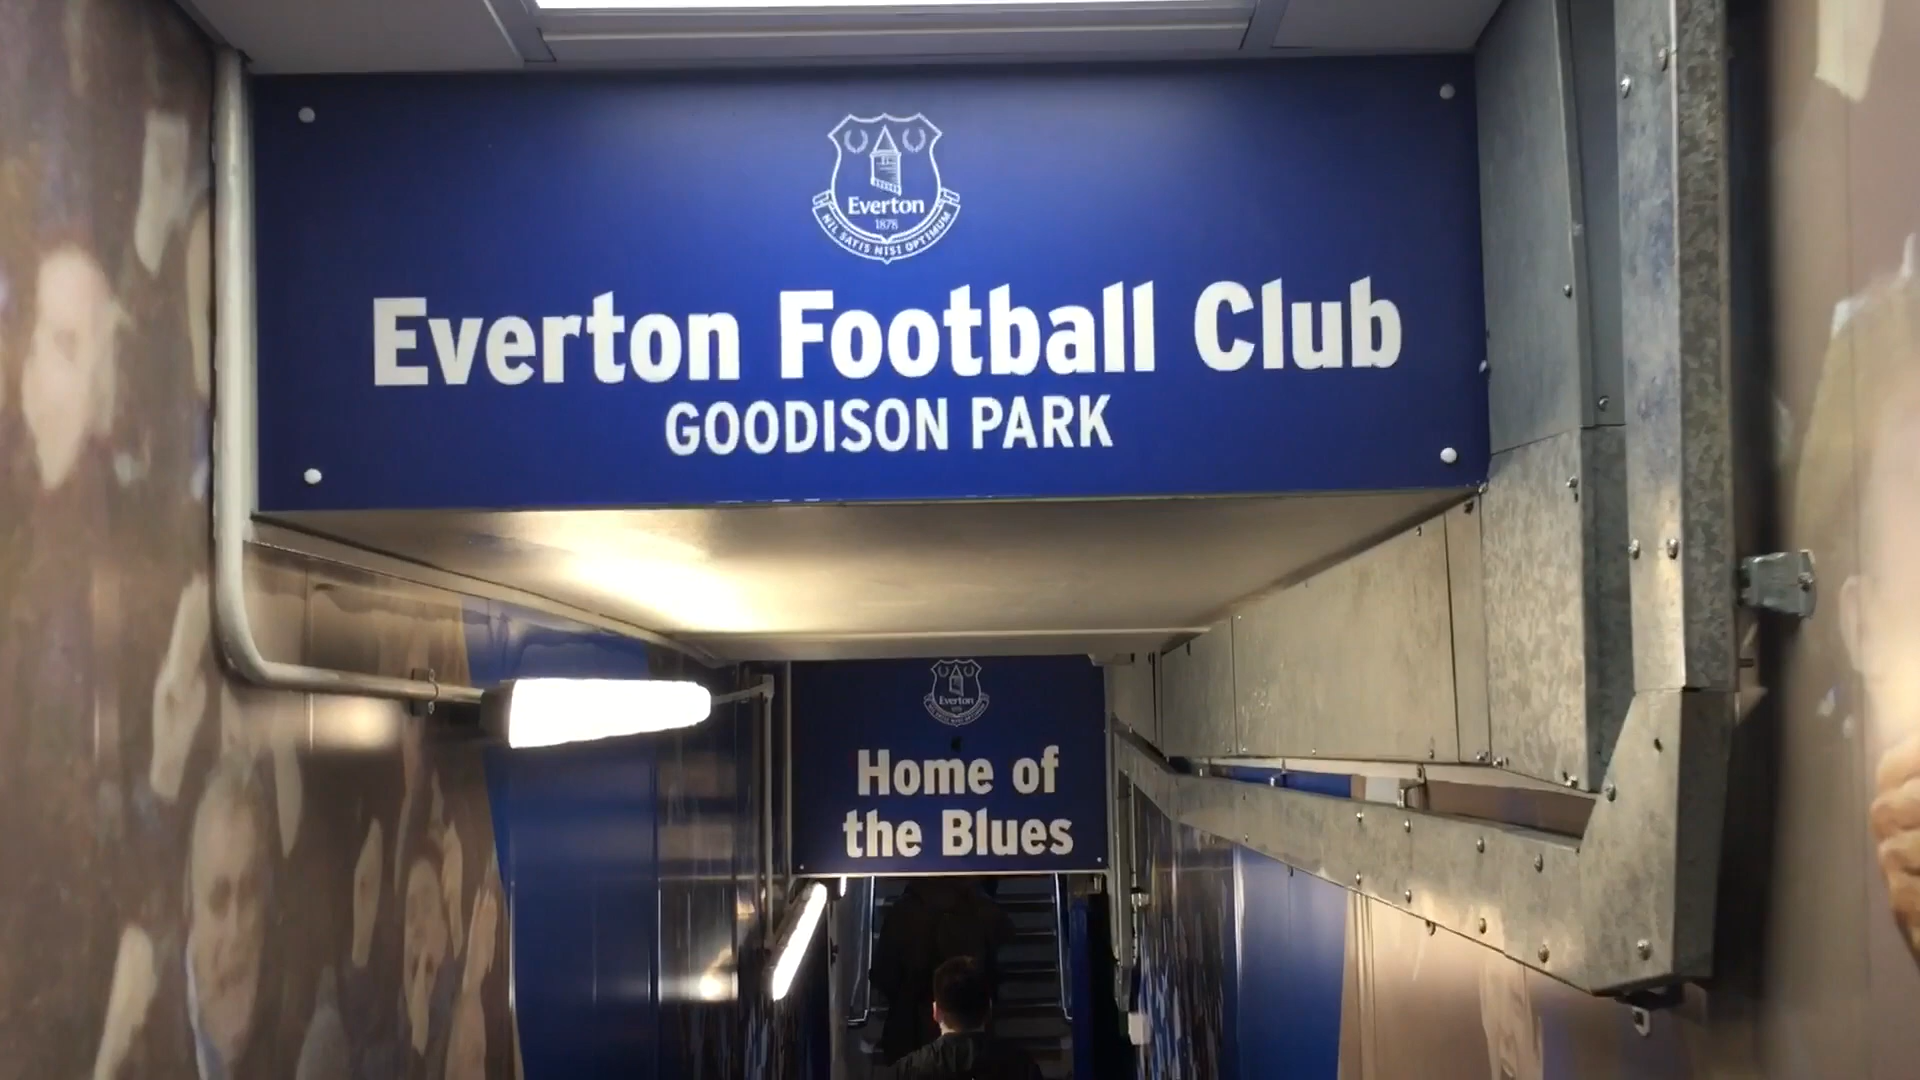 Everton
1878
NIL SATIS NISI OPTIMUM
Everton Football Club
GOODISON PARK
Everton
Home of
the Blues